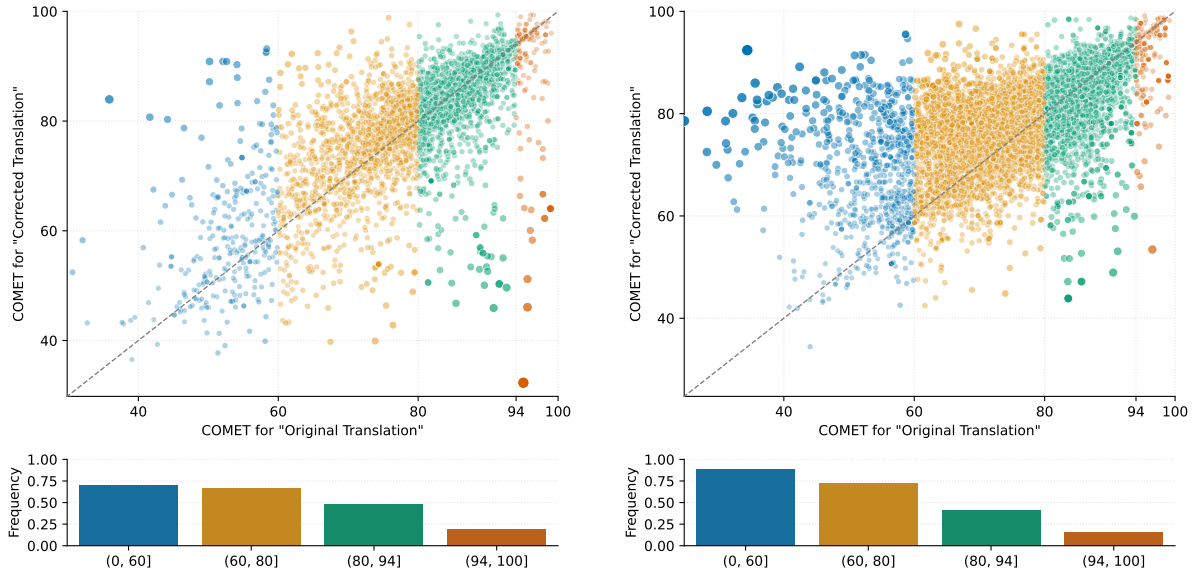 100
80
60
40
COMET for "Corrected Translation"
40 60 80 94 100
COMET for "Original Translation"
1.00
0.75
0.50
0.25
0.00
Frequency
(0, 60] (60, 80] (80, 94] (94, 100]
100
80
60
40
COMET for "Corrected Translation"
40 60 80 94 100
COMET for "Original Translation"
1.00
0.75
0.50
0.25
0.00
Frequency
(0, 60] (60, 80] (80, 94] (94, 100]